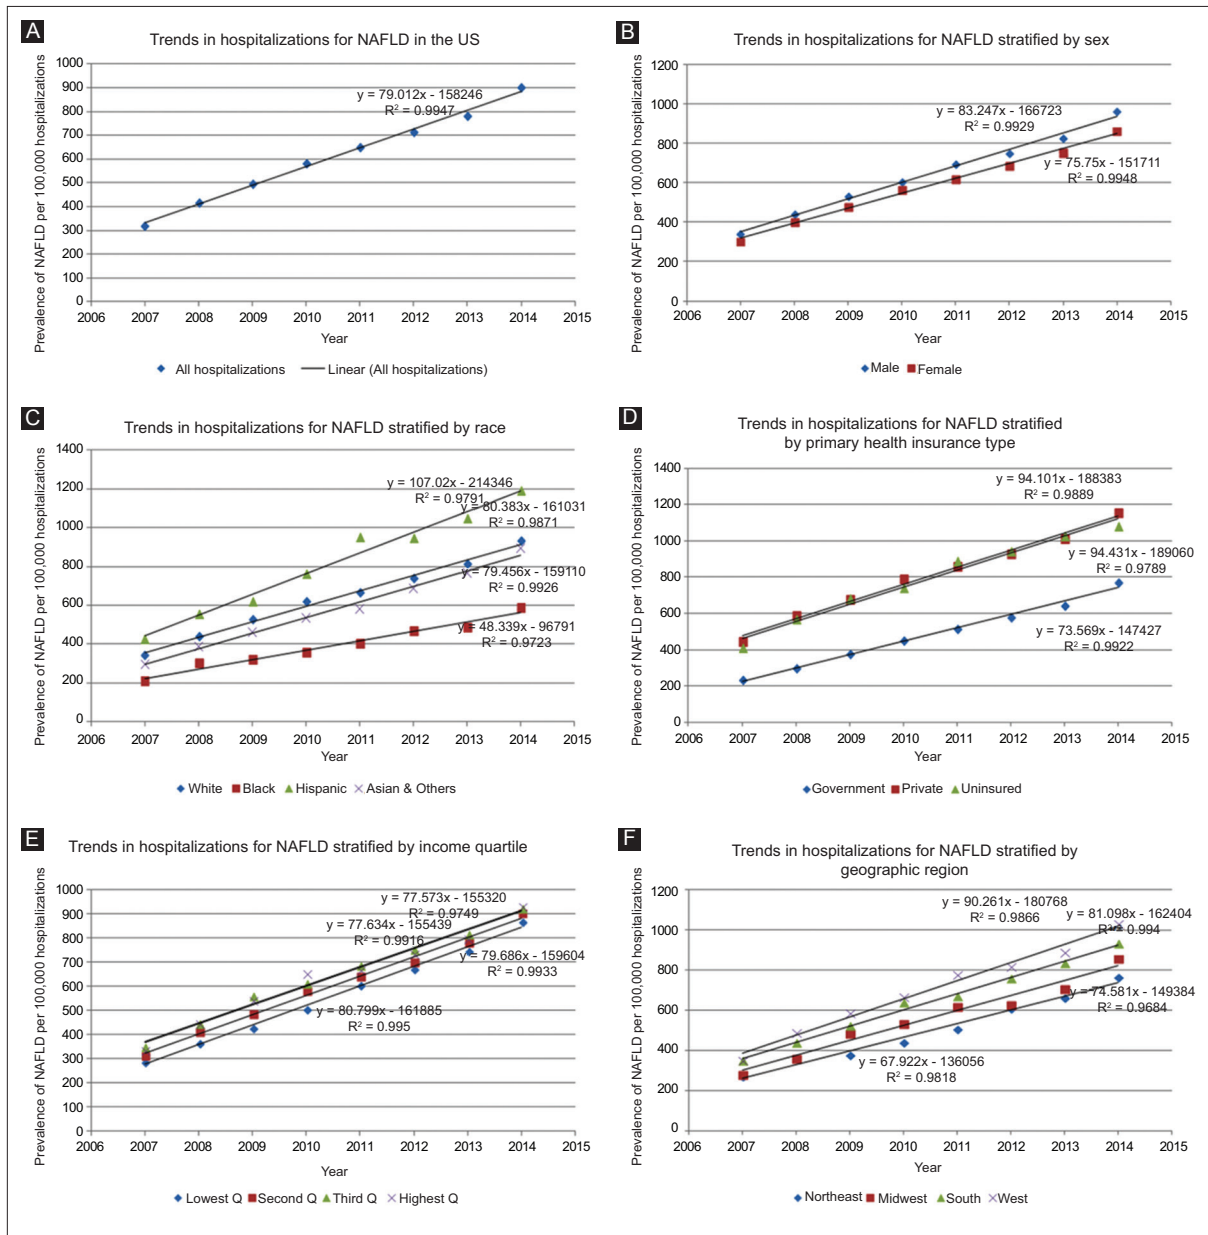 A
Trends in hospitalizations for NAFLD in the US
Prevalence of NAFLD per 100,000 hospitalizations
1000
900
800
700
600
500
400
300
200
100
0
y = 79.012x - 158246
R² = 0.9947
2006 2007 2008 2009 2010 2011 2012 2013 2014 2015
Year
All hospitalizations Linear (All hospitalizations)
B
Trends in hospitalizations for NAFLD stratified by sex
Prevalence of NAFLD per 100,000 hospitalizations
1200
1000
800
600
400
200
0
y = 83.247x - 166723
R² = 0.9929
y = 75.75x - 151711
R² = 0.9948
2006 2007 2008 2009 2010 2011 2012 2013 2014 2015
Year
Male Female
C
Trends in hospitalizations for NAFLD stratified by race
Prevalence of NAFLD per 100,000 hospitalizations
1400
1200
1000
800
600
400
200
0
y = 107.02x - 214346
R² = 0.9791
y = 80.383x - 161031
R² = 0.9871
y = 79.456x - 159110
R² = 0.9926
y = 48.339x - 96791
R² = 0.9723
2006 2007 2008 2009 2010 2011 2012 2013 2014 2015
Year
White Black Hispanic Asian & Others
D
Trends in hospitalizations for NAFLD stratified
by primary health insurance type
Prevalence of NAFLD per 100,000 hospitalizations
1400
1200
1000
800
600
400
200
0
y = 94.101x - 188383
R² = 0.9889
y = 94.431x - 189060
R² = 0.9789
y = 73.569x - 147427
R² = 0.9922
2006 2007 2008 2009 2010 2011 2012 2013 2014 2015
Year
Government Private Uninsured
E
Trends in hospitalizations for NAFLD stratified by income quartile
Prevalence of NAFLD per 100,000 hospitalizations
1000
900
800
700
600
500
400
300
200
100
0
y = 77.573x - 155320
R² = 0.9749
y = 77.634x - 155439
R² = 0.9916
y = 79.686x - 159604
R² = 0.9933
y = 80.799x - 161885
R² = 0.995
2006 2007 2008 2009 2010 2011 2012 2013 2014 2015
Year
Lowest Q Second Q Third Q Highest Q
F
Trends in hospitalizations for NAFLD stratified by
geographic region
Prevalence of NAFLD per 100,000 hospitalizations
1200
1000
800
600
400
200
0
y = 90.261x - 180768
R² = 0.9866
y = 81.098x - 162404
R² = 0.994
y = 74.581x - 149384
R² = 0.9684
y = 67.922x - 136056
R² = 0.9818
2006 2007 2008 2009 2010 2011 2012 2013 2014 2015
Year
Northeast Midwest South West